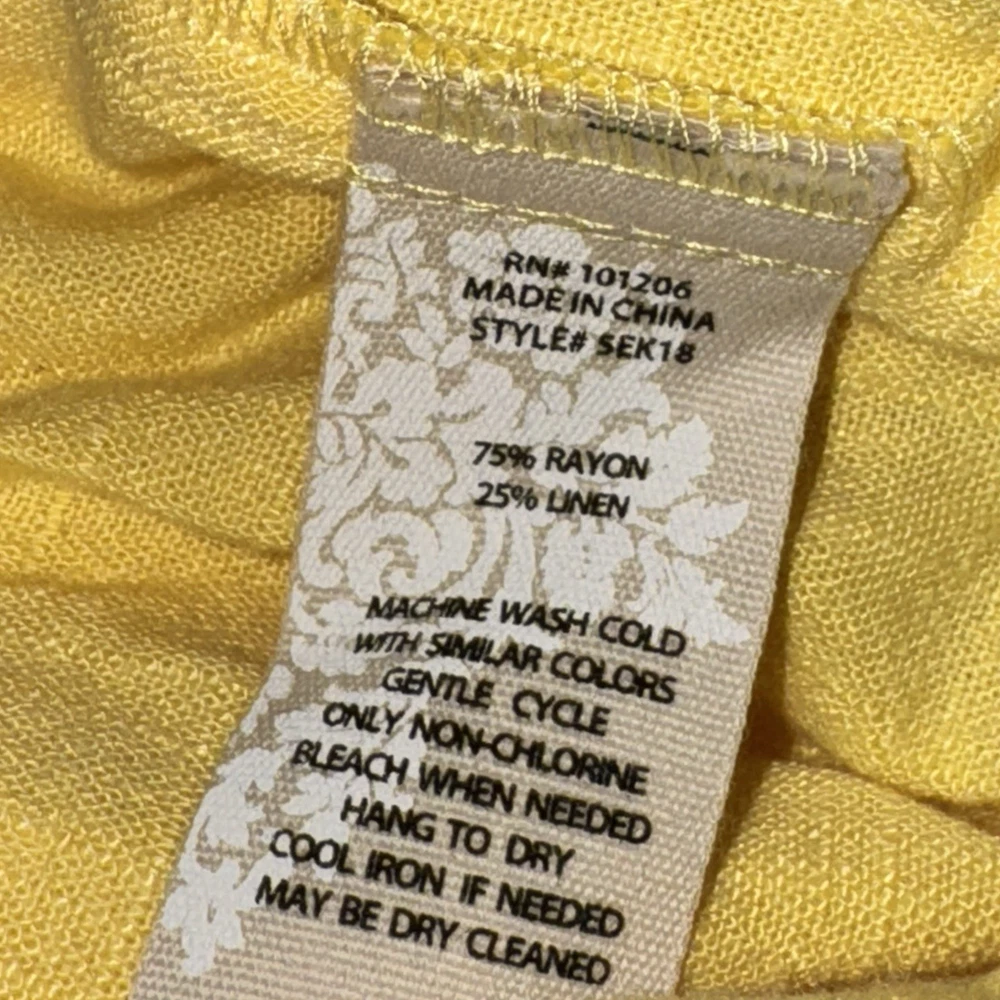 RN# 101206
MADE IN CHINA
STYLE# SEK18
75% RAYON
25% LINEN
MACHINE WASH COLD
WITH SIMILAR COLORS
GENTLE CYCLE
ONLY NON-CHLORINE
BLEACH WHEN NEEDED
HANG TO DRY
COOL IRON IF NEEDED
MAY BE DRY CLEANED